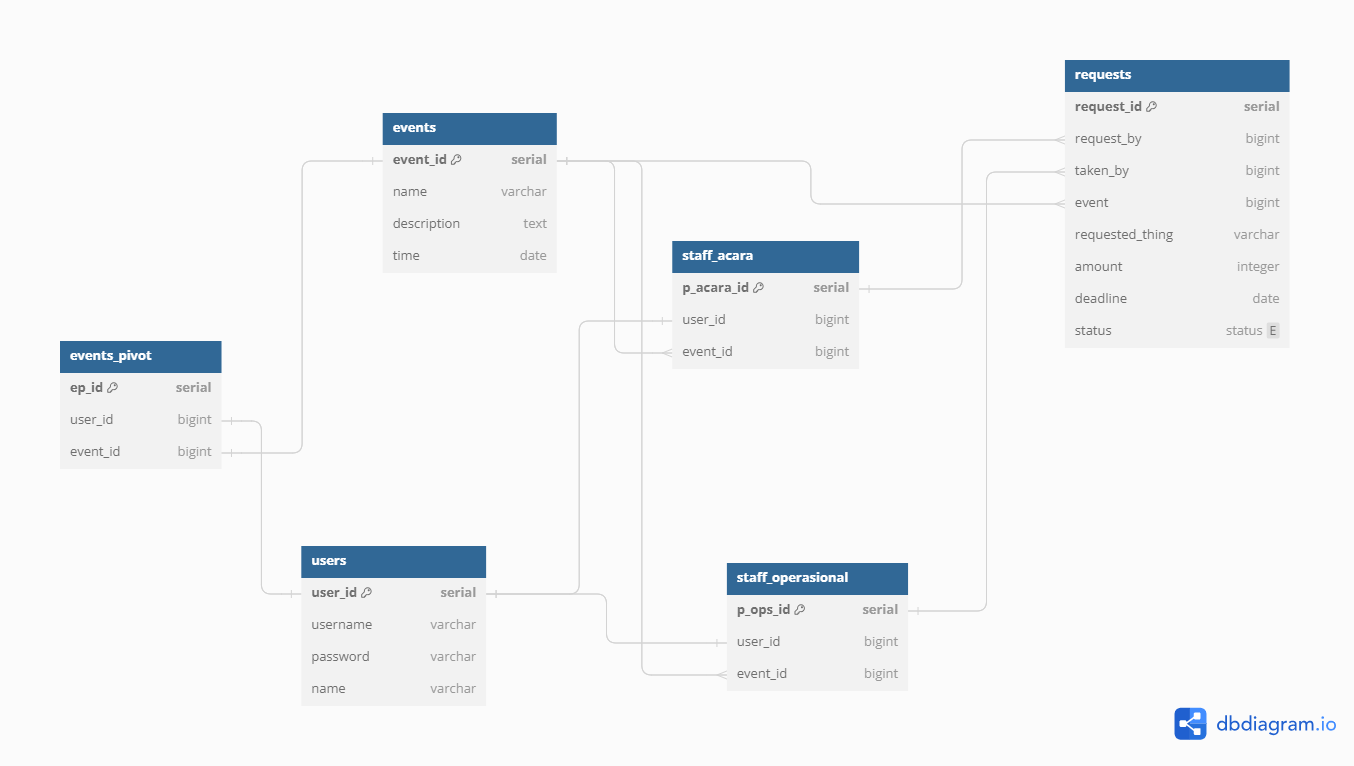 requests
request_id serial
request_by bigint
taken_by bigint
event bigint
requested_thing varchar
amount integer
deadline date
status status E
events
event_id serial
name varchar
description text
time date
staff_acara
p_acara_id serial
user_id bigint
event_id bigint
events_pivot
ep_id serial
user_id bigint
event_id bigint
users
user_id serial
username varchar
password varchar
name varchar
staff_operasional
p_ops_id serial
user_id bigint
event_id bigint
dbdiagram.io